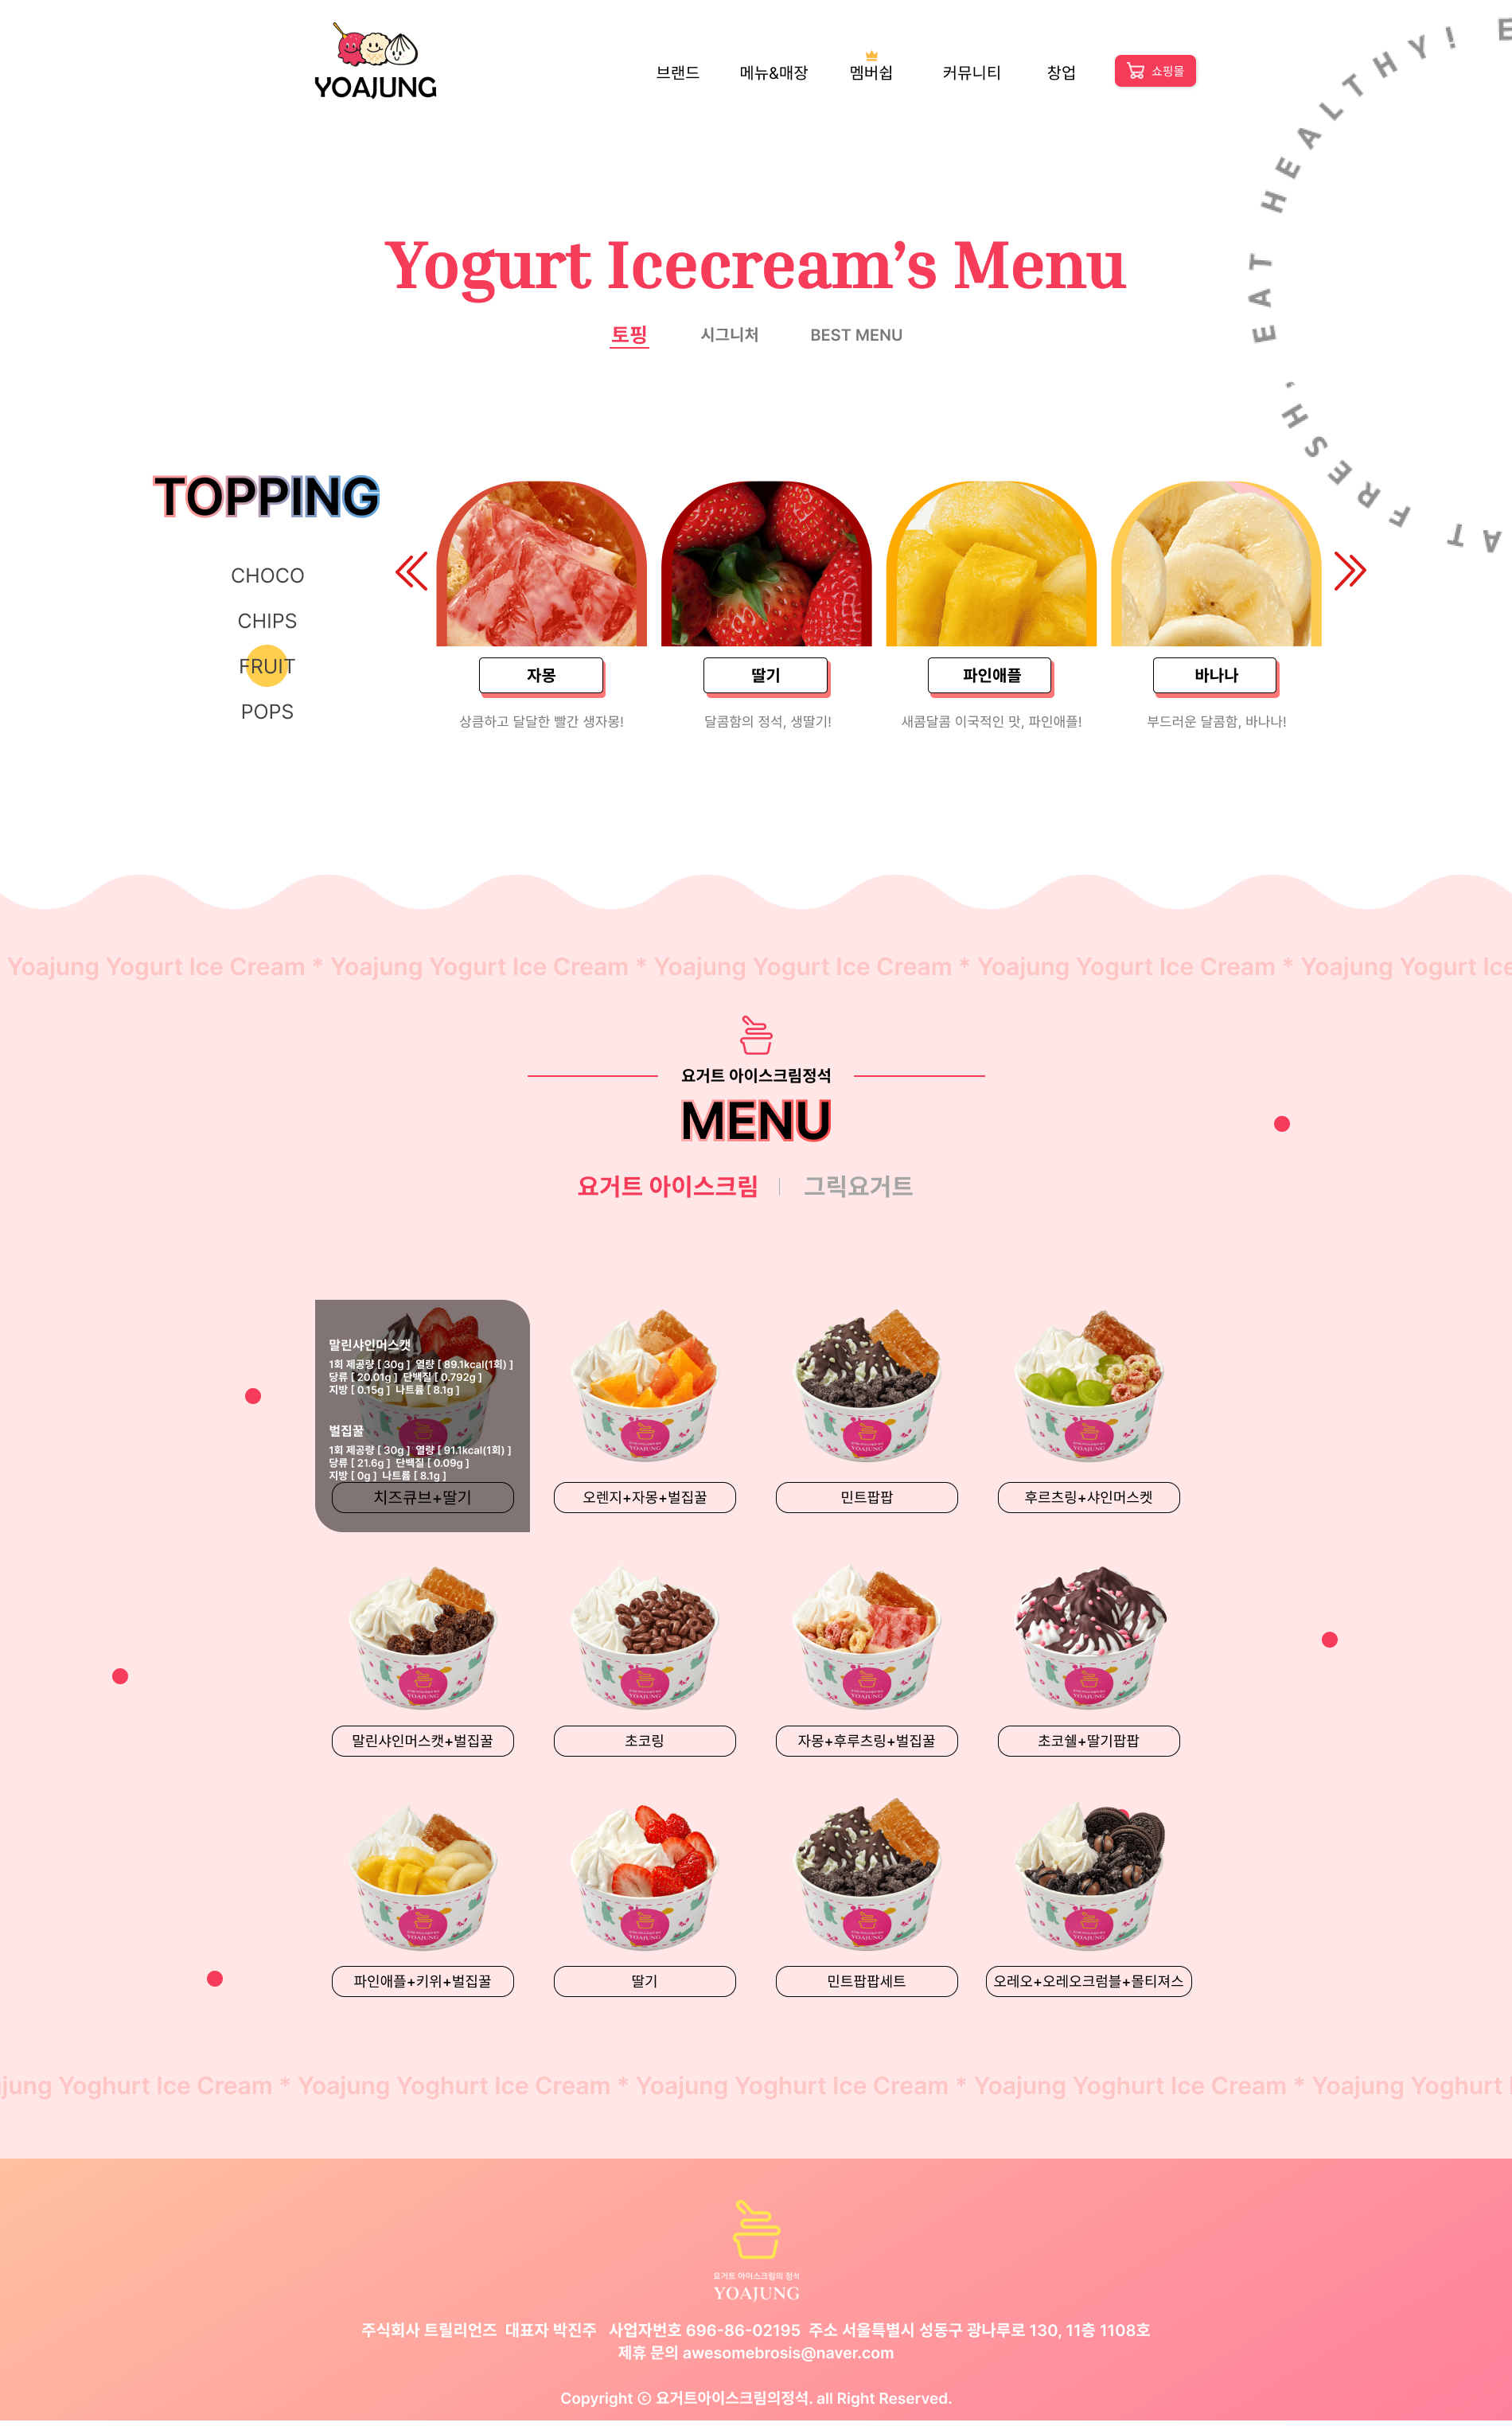 YOAJUNG
브랜드
메뉴&매장
멤버쉽
커뮤니티
창업
쇼핑몰
AT FRESH, EAT HEALTHY! E
Yogurt Icecream’s Menu
토핑
시그니처
BEST MENU
TOPPING
CHOCO
CHIPS
FRUIT
POPS
자몽
딸기
파인애플
바나나
상큼하고 달달한 빨간 생자몽!
달콤함의 정석, 생딸기!
새콤달콤 이국적인 맛, 파인애플!
부드러운 달콤함, 바나나!
Yoajung Yogurt Ice Cream * Yoajung Yogurt Ice Cream * Yoajung Yogurt Ice Cream * Yoajung Yogurt Ice Cream * Yoajung Yogurt Ice
요거트 아이스크림정석
MENU
요거트 아이스크림
그릭요거트
말린샤인머스캣
1회 제공량 [ 30g ] 열량 [ 89.1kcal(1회) ]
당류 [ 20.01g ] 단백질 [ 0.792g ]
지방 [ 0.15g ] 나트륨 [ 8.1g ]
벌집꿀
1회 제공량 [ 30g ] 열량 [ 91.1kcal(1회) ]
당류 [ 21.6g ] 단백질 [ 0.09g ]
지방 [ 0g ] 나트륨 [ 8.1g ]
치즈큐브+딸기
YOAJUNG
오렌지+자몽+벌집꿀
YOAJUNG
민트팝팝
YOAJUNG
후르츠링+샤인머스켓
YOAJUNG
말린샤인머스캣+벌집꿀
YOAJUNG
초코링
YOAJUNG
자몽+후루츠링+벌집꿀
YOAJUNG
초코쉘+딸기팝팝
YOAJUNG
파인애플+키위+벌집꿀
YOAJUNG
딸기
YOAJUNG
민트팝팝세트
YOAJUNG
오레오+오레오크럼블+몰티져스
ajung Yoghurt Ice Cream * Yoajung Yoghurt Ice Cream * Yoajung Yoghurt Ice Cream * Yoajung Yoghurt Ice Cream * Yoajung Yoghurt I
요거트 아이스크림의 정석
YOAJUNG
주식회사 트릴리언즈 대표자 박진주 사업자번호 696-86-02195 주소 서울특별시 성동구 광나루로 130, 11층 1108호
제휴 문의 awesomebrosis@naver.com
Copyright ⓒ 요거트아이스크림의정석. all Right Reserved.